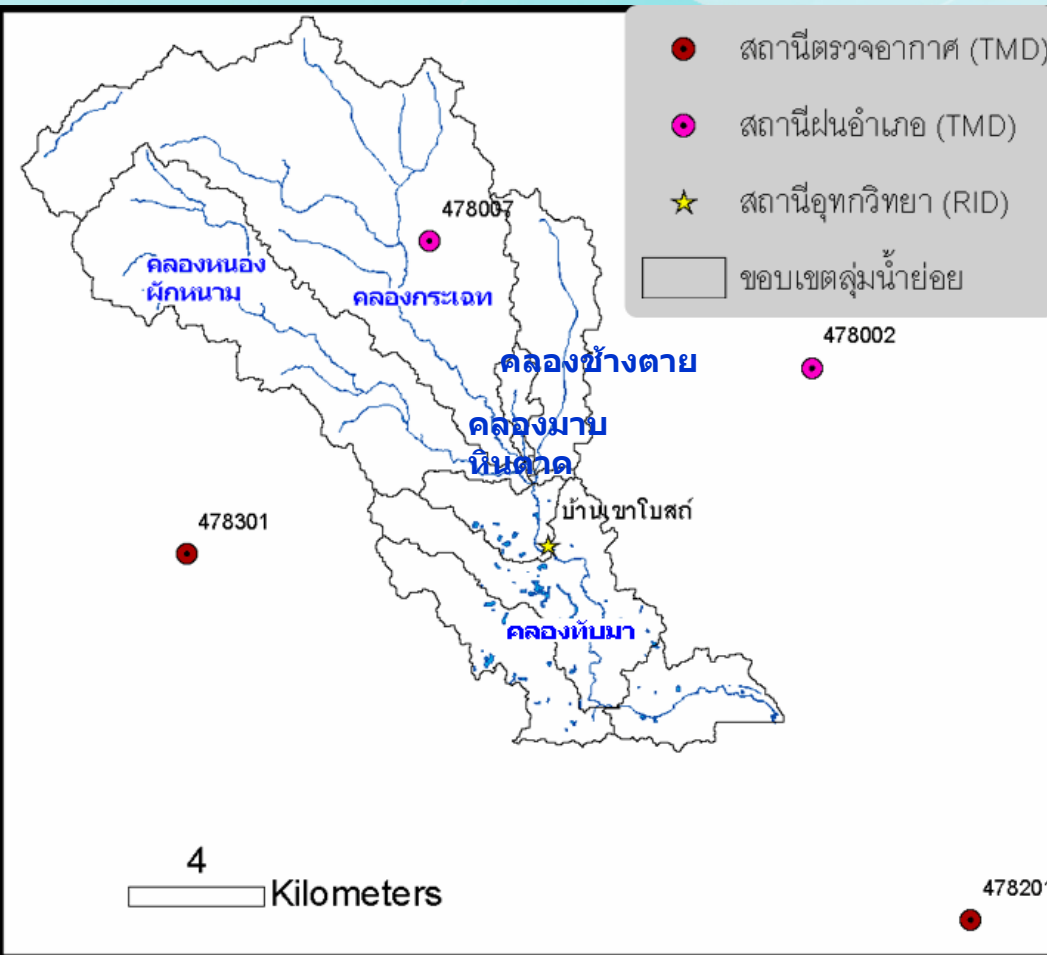 สถานีตรวจอากาศ (TMD)
สถานีฝนอำเภอ (TMD)
สถานีอุทกวิทยา (RID)
ขอบเขตลุ่มน้ำย่อย
478007
คลองหนอง
ผักหนาม
คลองกระเฉท
478002
คลองช้างตาย
คลองมาบ
หินตาด
บ้านเขาโบสถ์
478301
คลองทับมา
4
Kilometers
478201